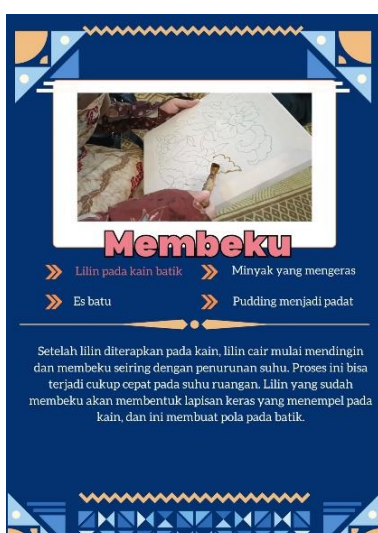 Membeku
Lilin pada kain batik
Minyak yang mengeras
Es batu
Pudding menjadi padat
Setelah lilin diterapkan pada kain, lilin cair mulai mendingin
dan membeku seiring dengan penurunan suhu. Proses ini bisa
terjadi cukup cepat pada suhu ruangan. Lilin yang sudah
membeku akan membentuk lapisan keras yang menempel pada
kain, dan ini membuat pola pada batik.